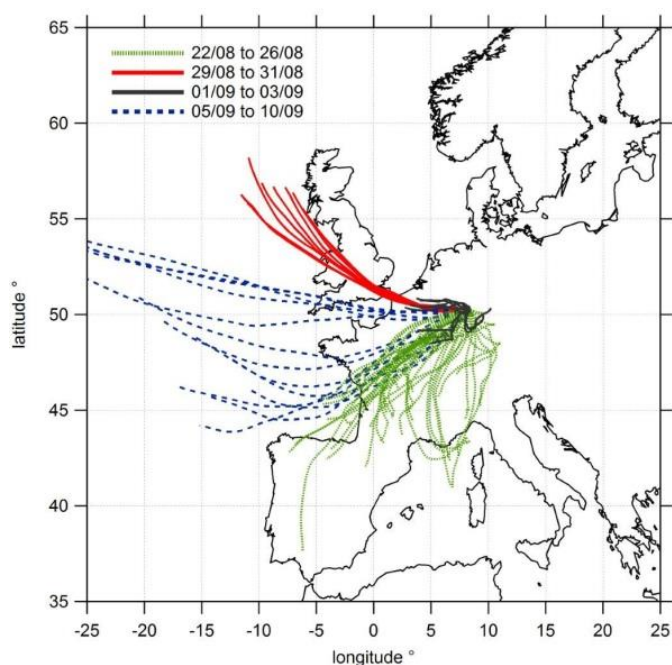 22/08 to 26/08
29/08 to 31/08
01/09 to 03/09
05/09 to 10/09
65
60
55
50
45
40
35
latitude °
-25 -20 -15 -10 -5 0 5 10 15 20 25
longitude °